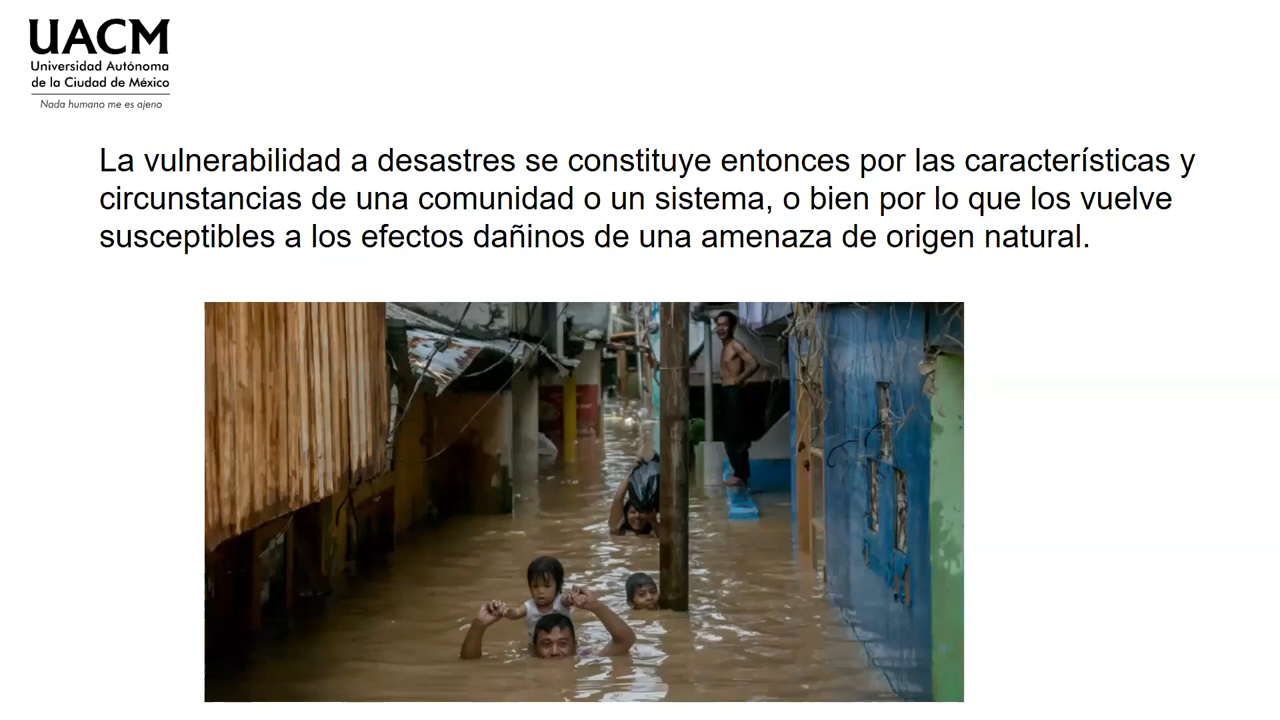 UACM
Universidad Autónoma
de la Ciudad de México
Nada humano me es ajeno
La vulnerabilidad a desastres se constituye entonces por las características y
circunstancias de una comunidad o un sistema, o bien por lo que los vuelve
susceptibles a los efectos dañinos de una amenaza de origen natural.